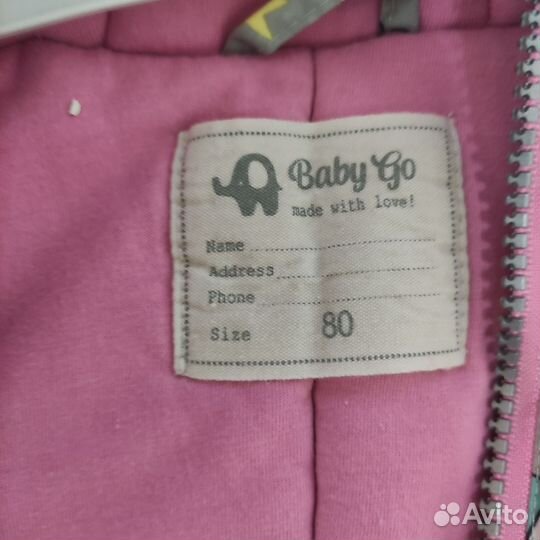 Baby Go
made with love!
Name
Address
Phone
Size 80
Avito